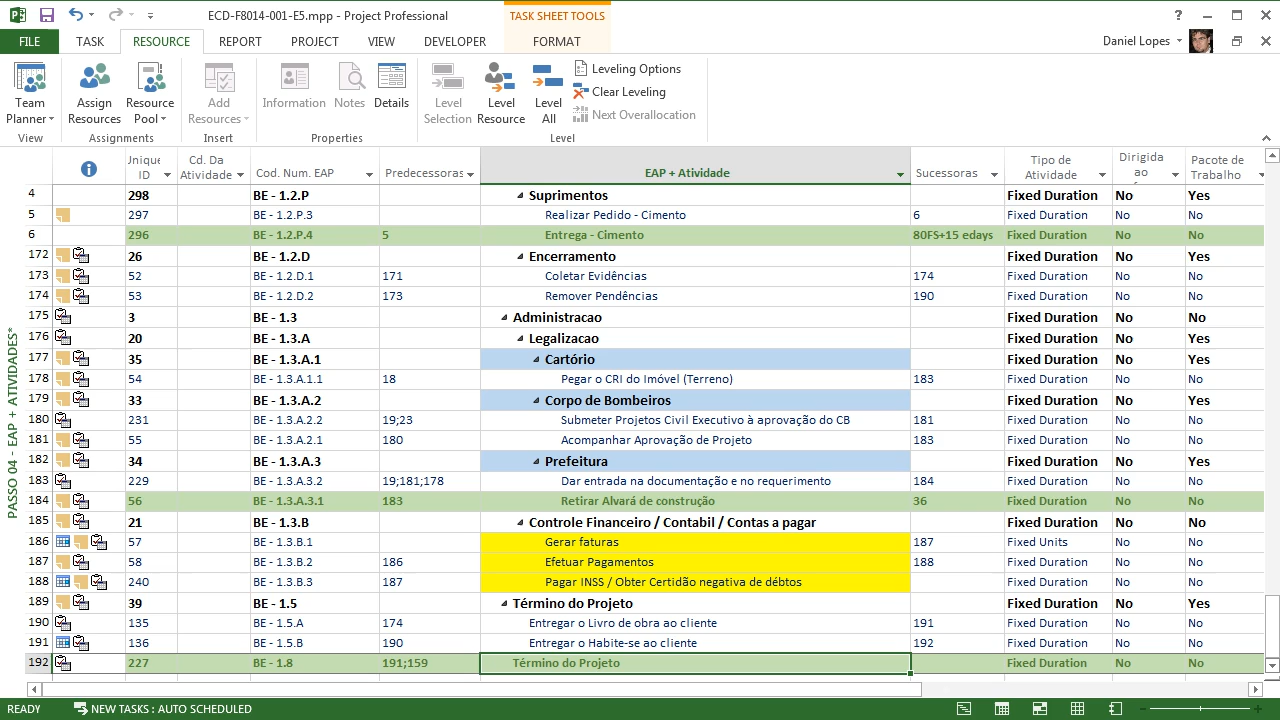 ECD-F8014-001-E5.mpp - Project Professional
TASK SHEET TOOLS
FILE TASK RESOURCE REPORT PROJECT VIEW DEVELOPER FORMAT
Daniel Lopes
Team Planner
Assign Resources
Resource Pool
Add Resources
Information
Notes
Details
Level Selection
Level Resource
Level All
Leveling Options
Clear Leveling
Next Overallocation
View Assignments Insert Properties Level
Jnique ID Cd. Da Atividade Cod. Num. EAP Predecessoras EAP + Atividade Sucessoras Tipo de Atividade Dirigida ao Pacote de Trabalho
4 298 BE - 1.2.P Suprimentos Fixed Duration No Yes
5 297 BE - 1.2.P.3 Realizar Pedido - Cimento 6 Fixed Duration No No
6 296 BE - 1.2.P.4 5 Entrega - Cimento 80FS+15 edays Fixed Duration No No
172 26 BE - 1.2.D Encerramento Fixed Duration No Yes
173 52 BE - 1.2.D.1 171 Coletar Evidências 174 Fixed Duration No No
174 53 BE - 1.2.D.2 173 Remover Pendências 190 Fixed Duration No No
175 3 BE - 1.3 Administracao Fixed Duration No No
176 20 BE - 1.3.A Legalizacao Fixed Duration No Yes
177 35 BE - 1.3.A.1 Cartório Fixed Duration No Yes
178 54 BE - 1.3.A.1.1 18 Pegar o CRI do Imóvel (Terreno) 183 Fixed Duration No No
179 33 BE - 1.3.A.2 Corpo de Bombeiros Fixed Duration No Yes
180 231 BE - 1.3.A.2.2 19;23 Submeter Projetos Civil Executivo à aprovação do CB 181 Fixed Duration No No
181 55 BE - 1.3.A.2.1 180 Acompanhar Aprovação de Projeto 183 Fixed Duration No No
182 34 BE - 1.3.A.3 Prefeitura Fixed Duration No Yes
183 229 BE - 1.3.A.3.2 19;181;178 Dar entrada na documentação e no requerimento 184 Fixed Duration No No
184 56 BE - 1.3.A.3.1 183 Retirar Alvará de construção 36 Fixed Duration No No
185 21 BE - 1.3.B Controle Financeiro / Contabil / Contas a pagar Fixed Duration No No
186 57 BE - 1.3.B.1 Gerar faturas 187 Fixed Units No No
187 58 BE - 1.3.B.2 186 Efetuar Pagamentos 188 Fixed Duration No No
188 240 BE - 1.3.B.3 187 Pagar INSS / Obter Certidão negativa de débtos Fixed Duration No No
189 39 BE - 1.5 Término do Projeto Fixed Duration No Yes
190 135 BE - 1.5.A 174 Entregar o Livro de obra ao cliente 191 Fixed Duration No No
191 136 BE - 1.5.B 190 Entregar o Habite-se ao cliente 192 Fixed Duration No No
192 227 BE - 1.8 191;159 Término do Projeto Fixed Duration No No
PASSO 04 - EAP + ATIVIDADES*
READY NEW TASKS : AUTO SCHEDULED